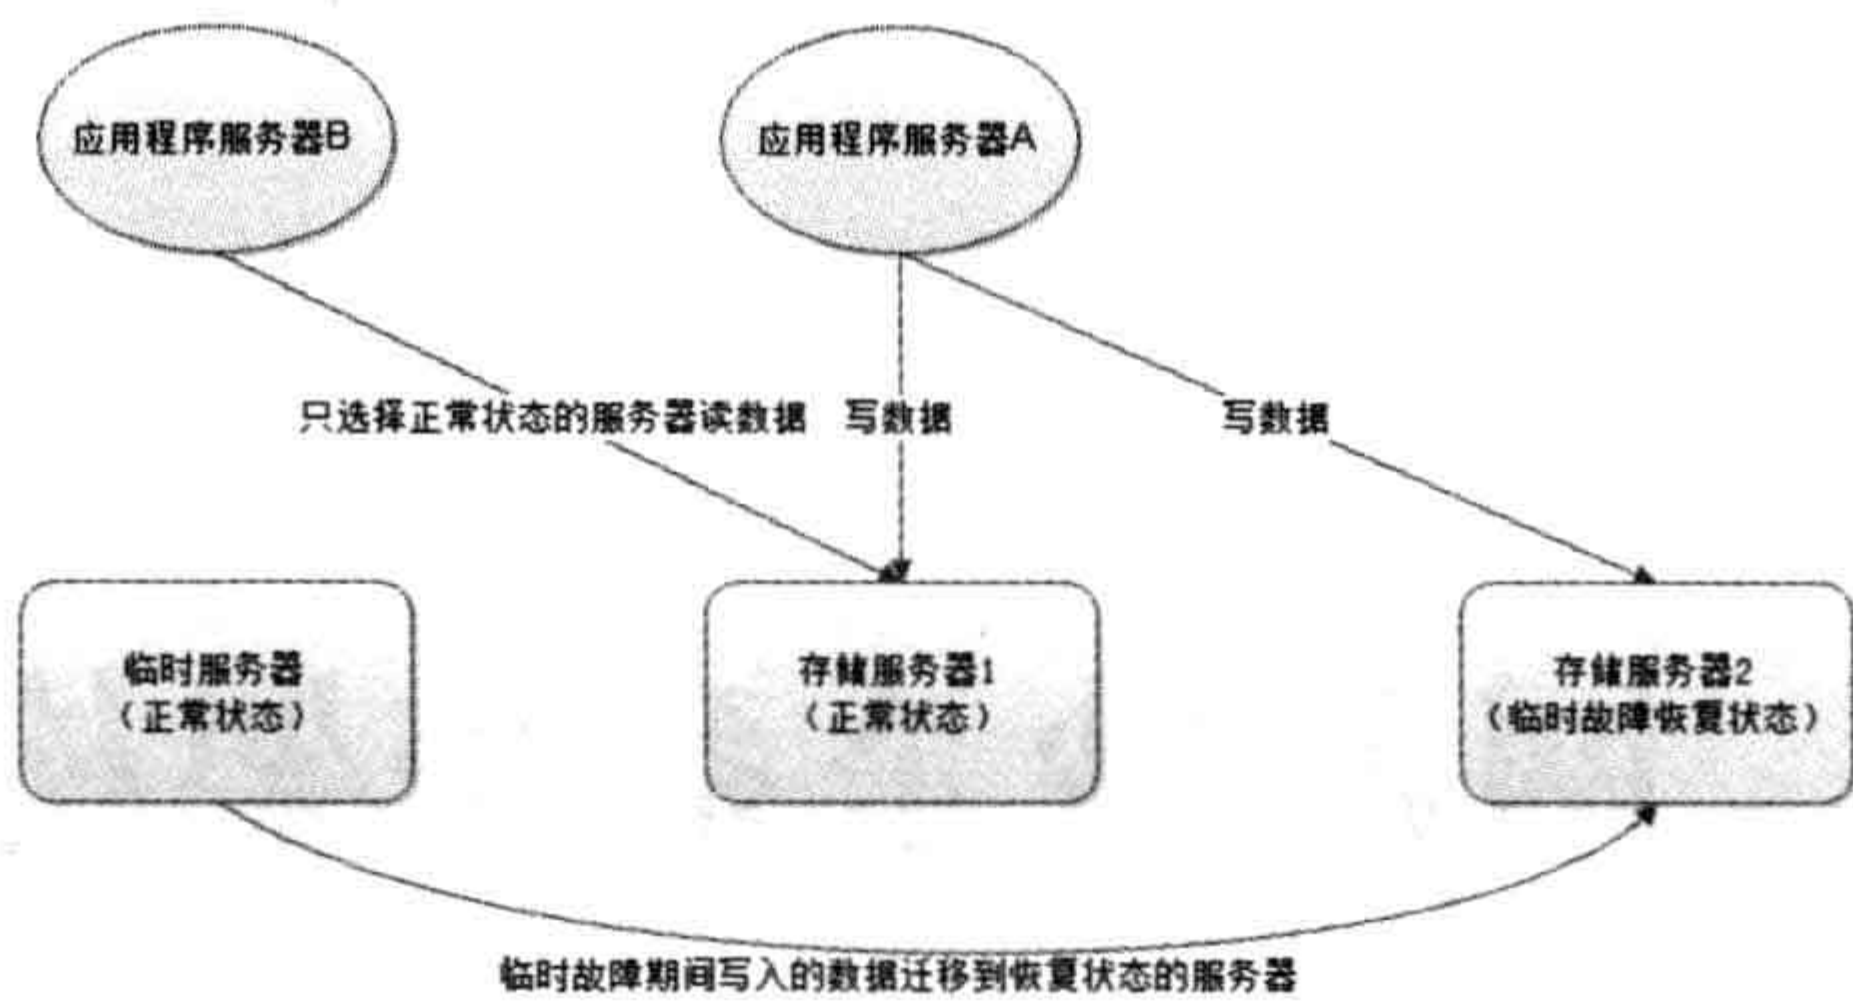 应用程序服务器B
应用程序服务器A
只选择正常状态的服务器读数据
写数据
写数据
临时服务器
（正常状态）
存储服务器1
（正常状态）
存储服务器2
（临时故障恢复状态）
临时故障期间写入的数据迁移到恢复状态的服务器